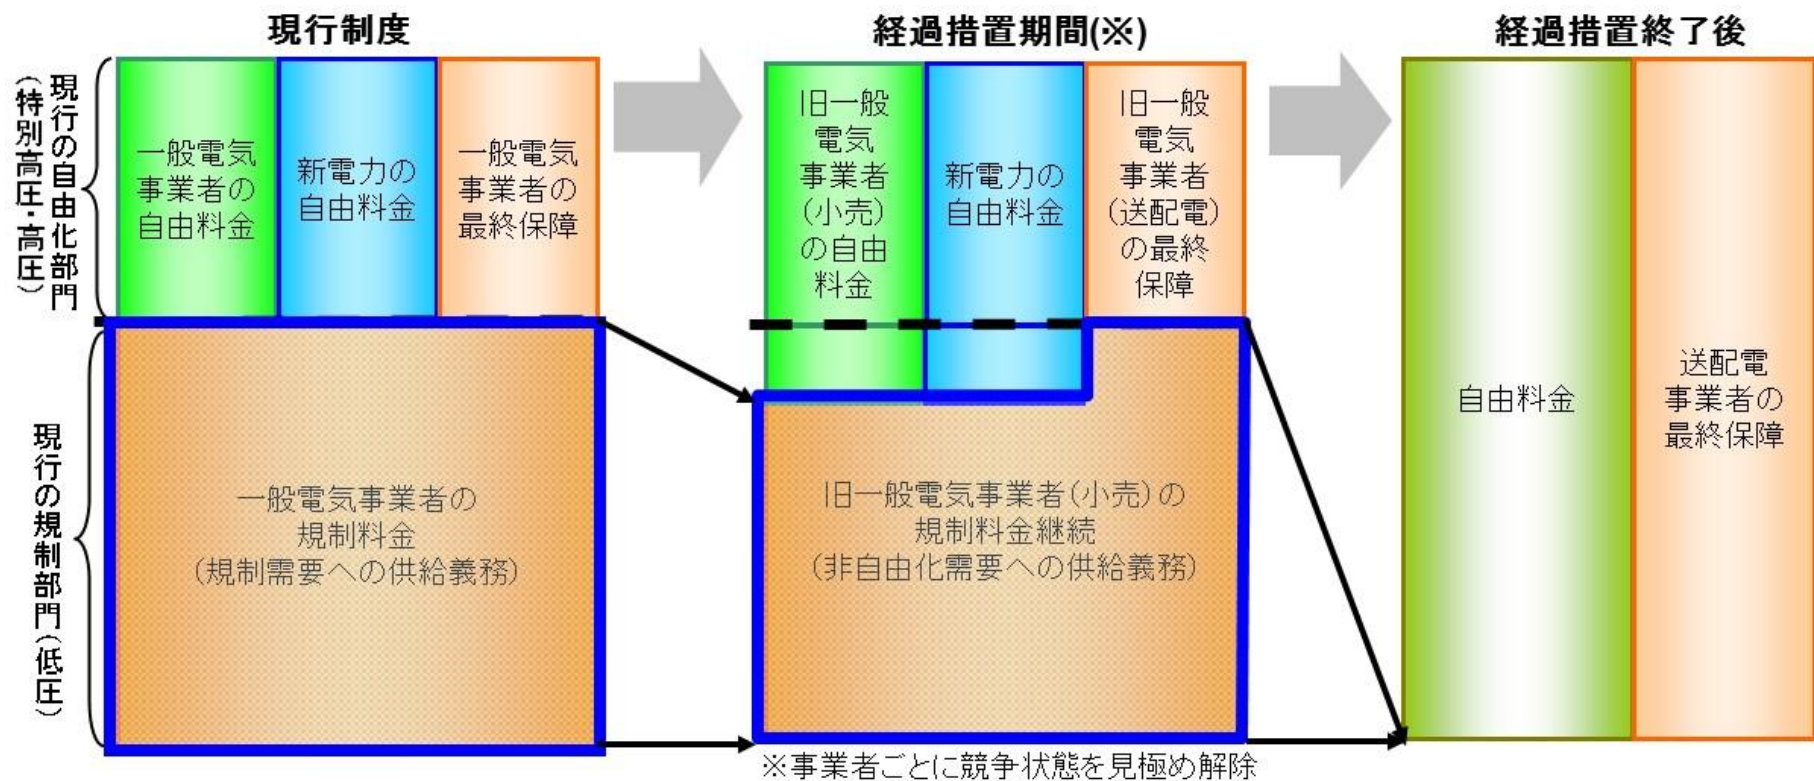 現行制度
経過措置期間(※)
経過措置終了後
現行の自由化部門
(特別高圧・高圧)
一般電気
事業者の
自由料金
新電力の
自由料金
一般電気
事業者の
最終保障
旧一般
電気
事業者
(小売)
の自由
料金
新電力の
自由料金
旧一般
電気
事業者
(送配電)
の最終
保障
現行の規制部門(低圧)
一般電気事業者の
規制料金
(規制需要への供給義務)
旧一般電気事業者(小売)の
規制料金継続
(非自由化需要への供給義務)
自由料金
送配電
事業者の
最終保障
※事業者ごとに競争状態を見極め解除